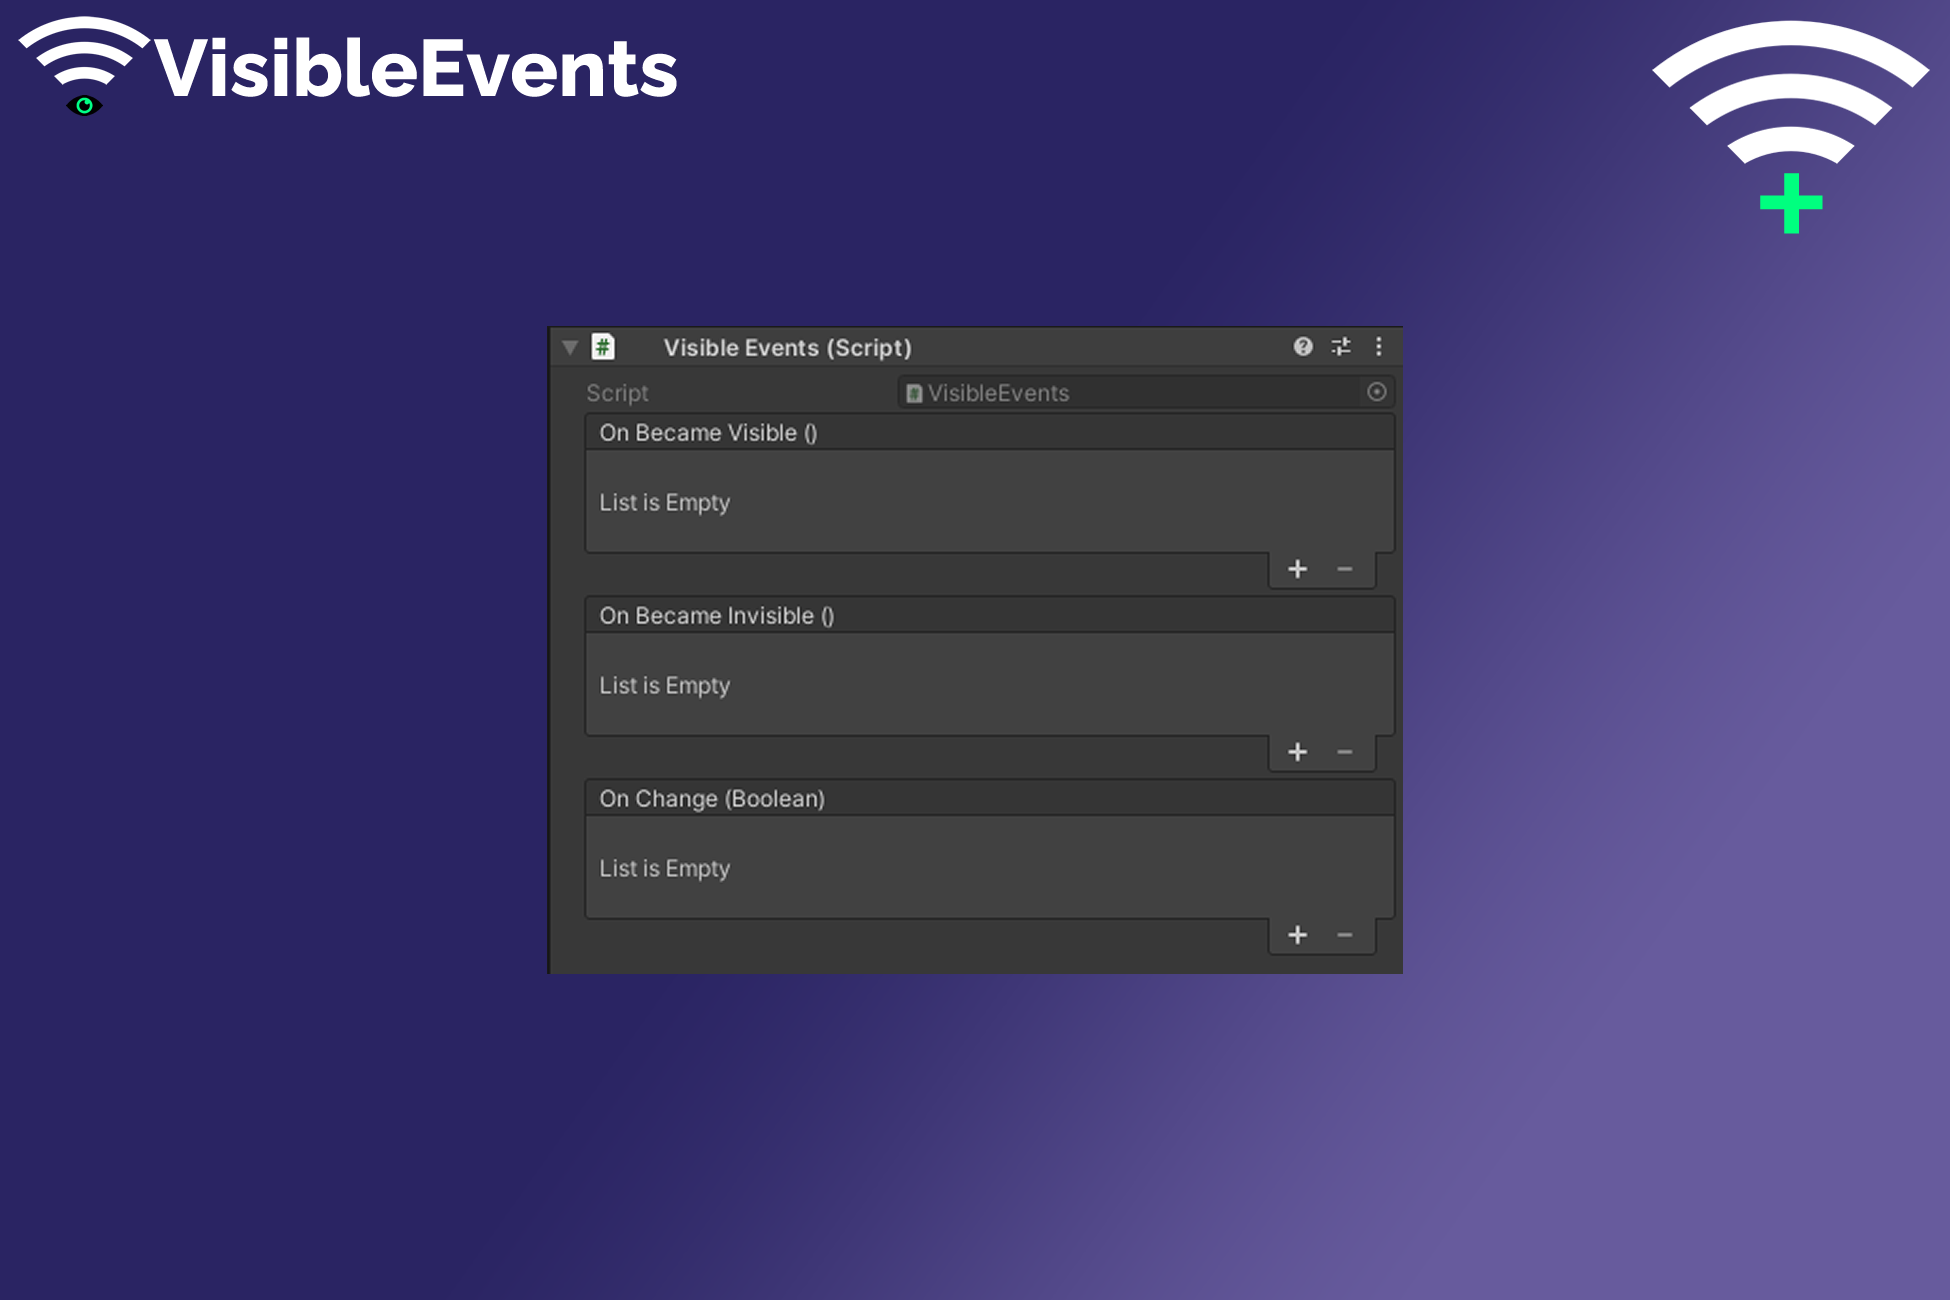 VisibleEvents
Visible Events (Script)
Script
VisibleEvents
On Became Visible ()
List is Empty
On Became Invisible ()
List is Empty
On Change (Boolean)
List is Empty